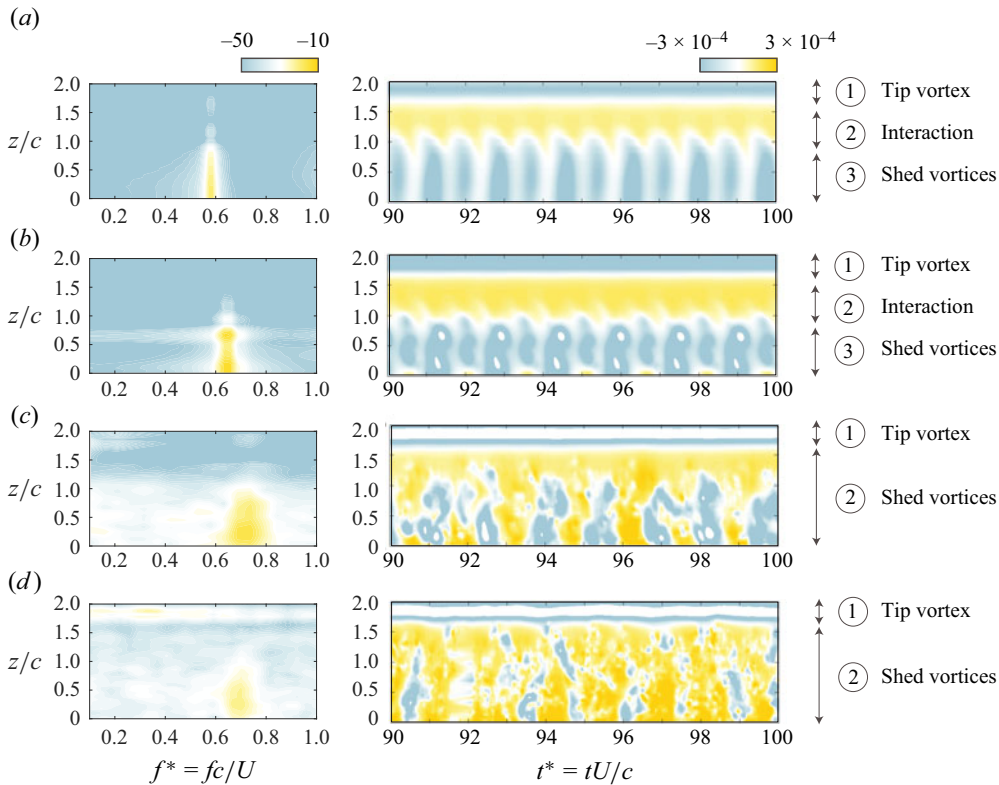 (a)
–50 –10 −3 × 10⁻⁴ 3 × 10⁻⁴
2.0
1.5
z/c 1.0
0.5
0
0.2 0.4 0.6 0.8 1.0 90 92 94 96 98 100
1 Tip vortex
2 Interaction
3 Shed vortices
(b)
2.0
1.5
z/c 1.0
0.5
0
0.2 0.4 0.6 0.8 1.0 90 92 94 96 98 100
1 Tip vortex
2 Interaction
3 Shed vortices
(c)
2.0
1.5
z/c 1.0
0.5
0
0.2 0.4 0.6 0.8 1.0 90 92 94 96 98 100
1 Tip vortex
2 Shed vortices
(d)
2.0
1.5
z/c 1.0
0.5
0
0.2 0.4 0.6 0.8 1.0 90 92 94 96 98 100
1 Tip vortex
2 Shed vortices
f* = fc/U t* = tU/c